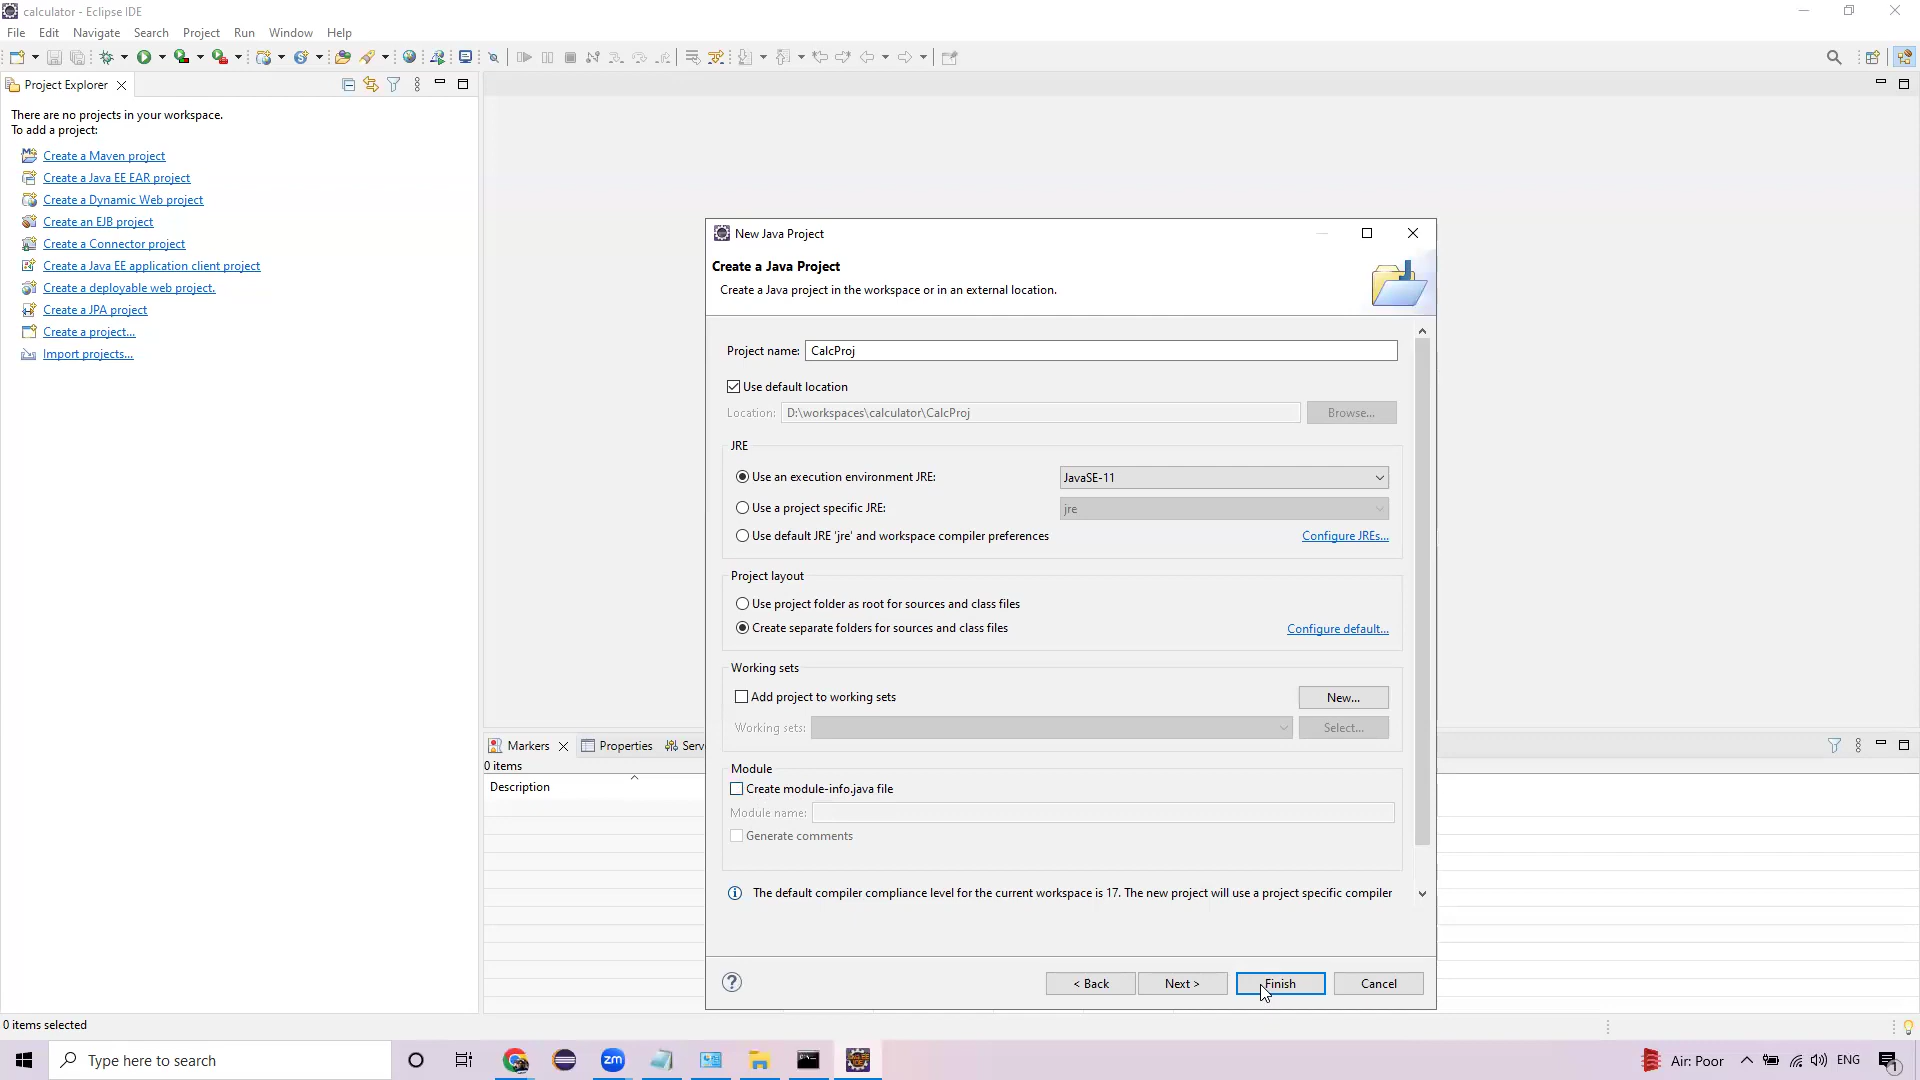 calculator - Eclipse IDE
File Edit Navigate Search Project Run Window Help
Project Explorer
There are no projects in your workspace.
To add a project:
Create a Maven project
Create a Java EE EAR project
Create a Dynamic Web project
Create an EJB project
Create a Connector project
Create a Java EE application client project
Create a deployable web project.
Create a JPA project
Create a project...
Import projects...
New Java Project
Create a Java Project
Create a Java project in the workspace or in an external location.
Project name: CalcProj
Use default location
Location: D:\workspaces\calculator\CalcProj Browse...
JRE
Use an execution environment JRE: JavaSE-11
Use a project specific JRE: jre
Use default JRE 'jre' and workspace compiler preferences Configure JREs...
Project layout
Use project folder as root for sources and class files
Create separate folders for sources and class files Configure default...
Working sets
Add project to working sets New...
Working sets: Select...
Module
Create module-info.java file
Module name:
Generate comments
The default compiler compliance level for the current workspace is 17. The new project will use a project specific compiler
< Back Next > Finish Cancel
Markers Properties Serv
0 items
Description
0 items selected
Type here to search
zm
Air: Poor ENG 1